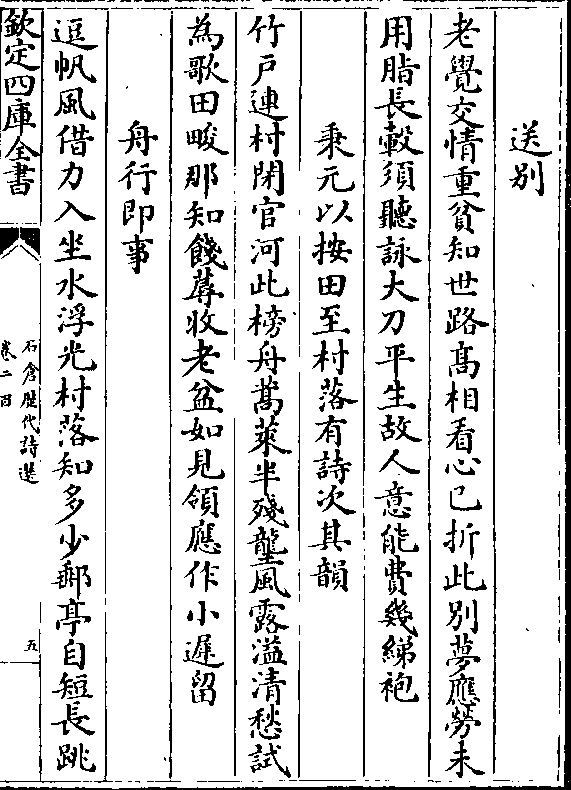 送别
老覺交情重貧知世路髙相看心已折此别夢應勞未
用脂長轂須聽詠大刀平生故人意能費幾綈袍
秉元以按田至村落有詩次其韻
竹戸連村閉官河此榜舟蒿萊半殘壟風露溢清愁試
為歌田畯那知餞蓐收老盆如見領應作小遲留
舟行即事
逗帆風借力入坐水浮光村落知多少郵亭自短長跳
欽定四庫全書
石倉歷代詩選
卷二百
五